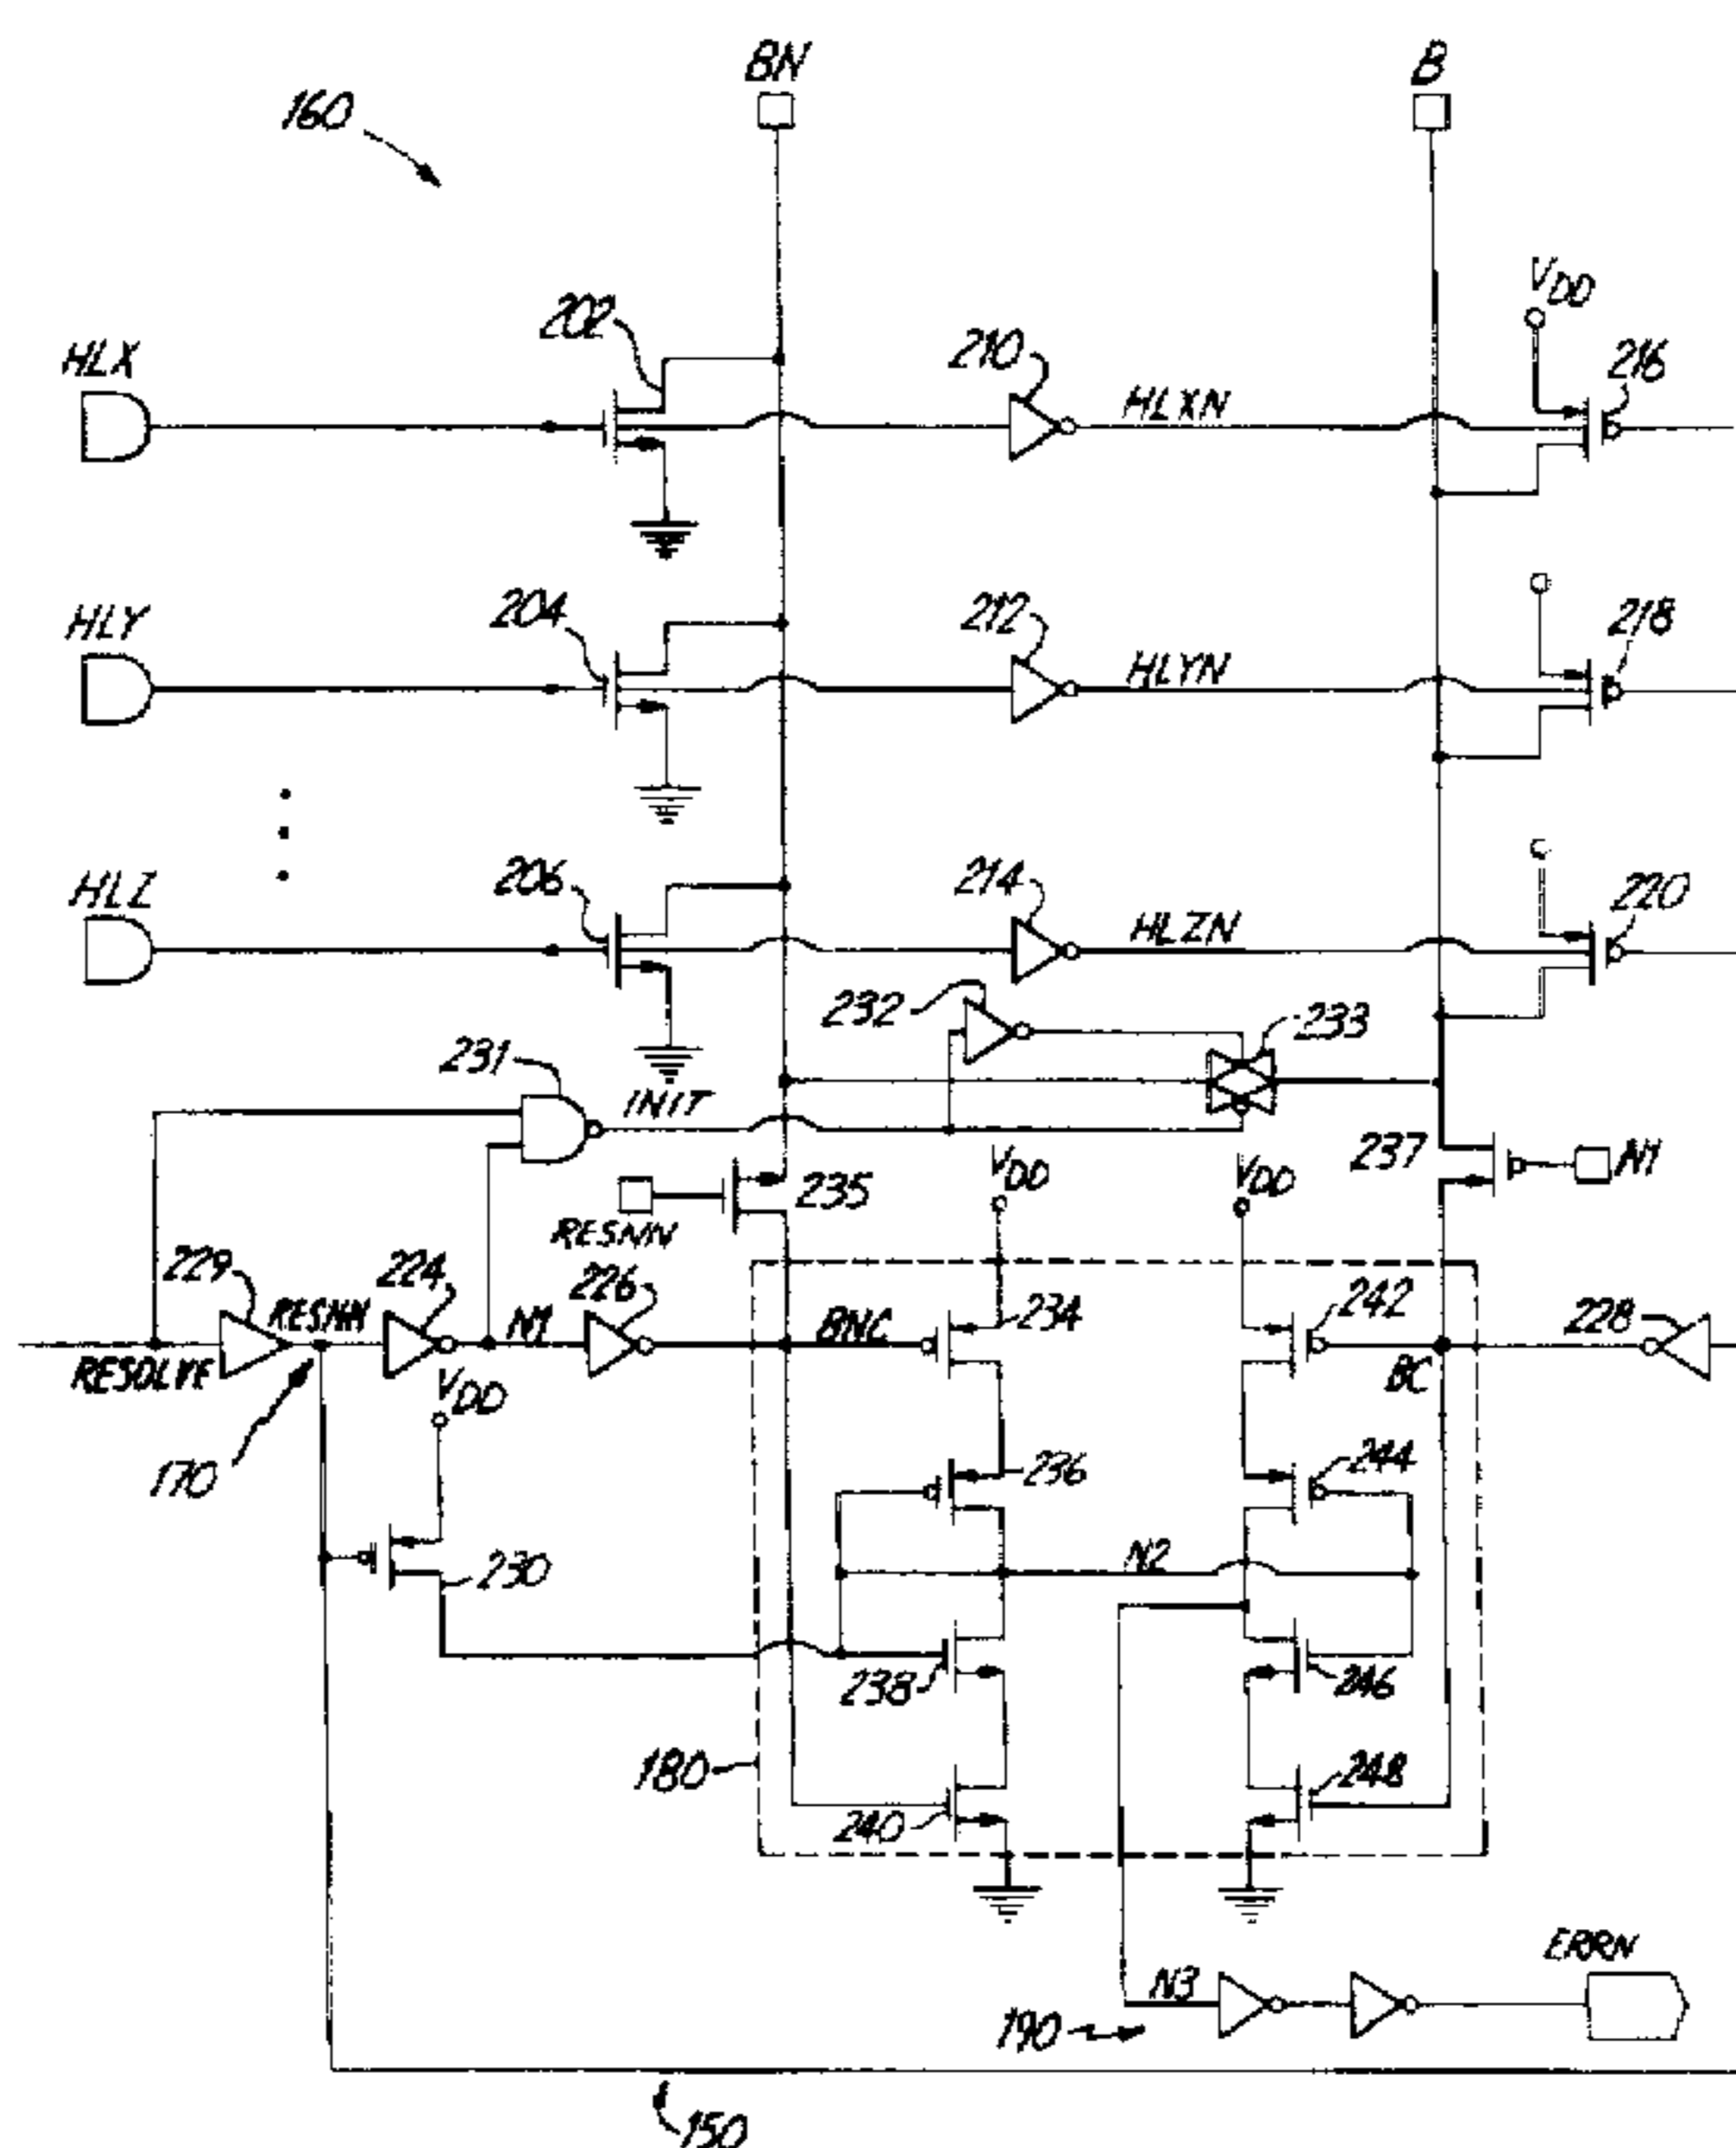 BN
B
160
VDD
202
210
216
HLX
HLXN
HLY
204
212
218
HLYN
HLZ
206
214
220
HLZN
232
233
231
INIT
237
N1
235
VDD
VDD
RESNN
229
224
226
242
228
RESNN
N1
BNC
234
RESOLVE
BC
VDD
170
236
244
230
N2
238
246
180
240
248
ERRN
N3
190
150